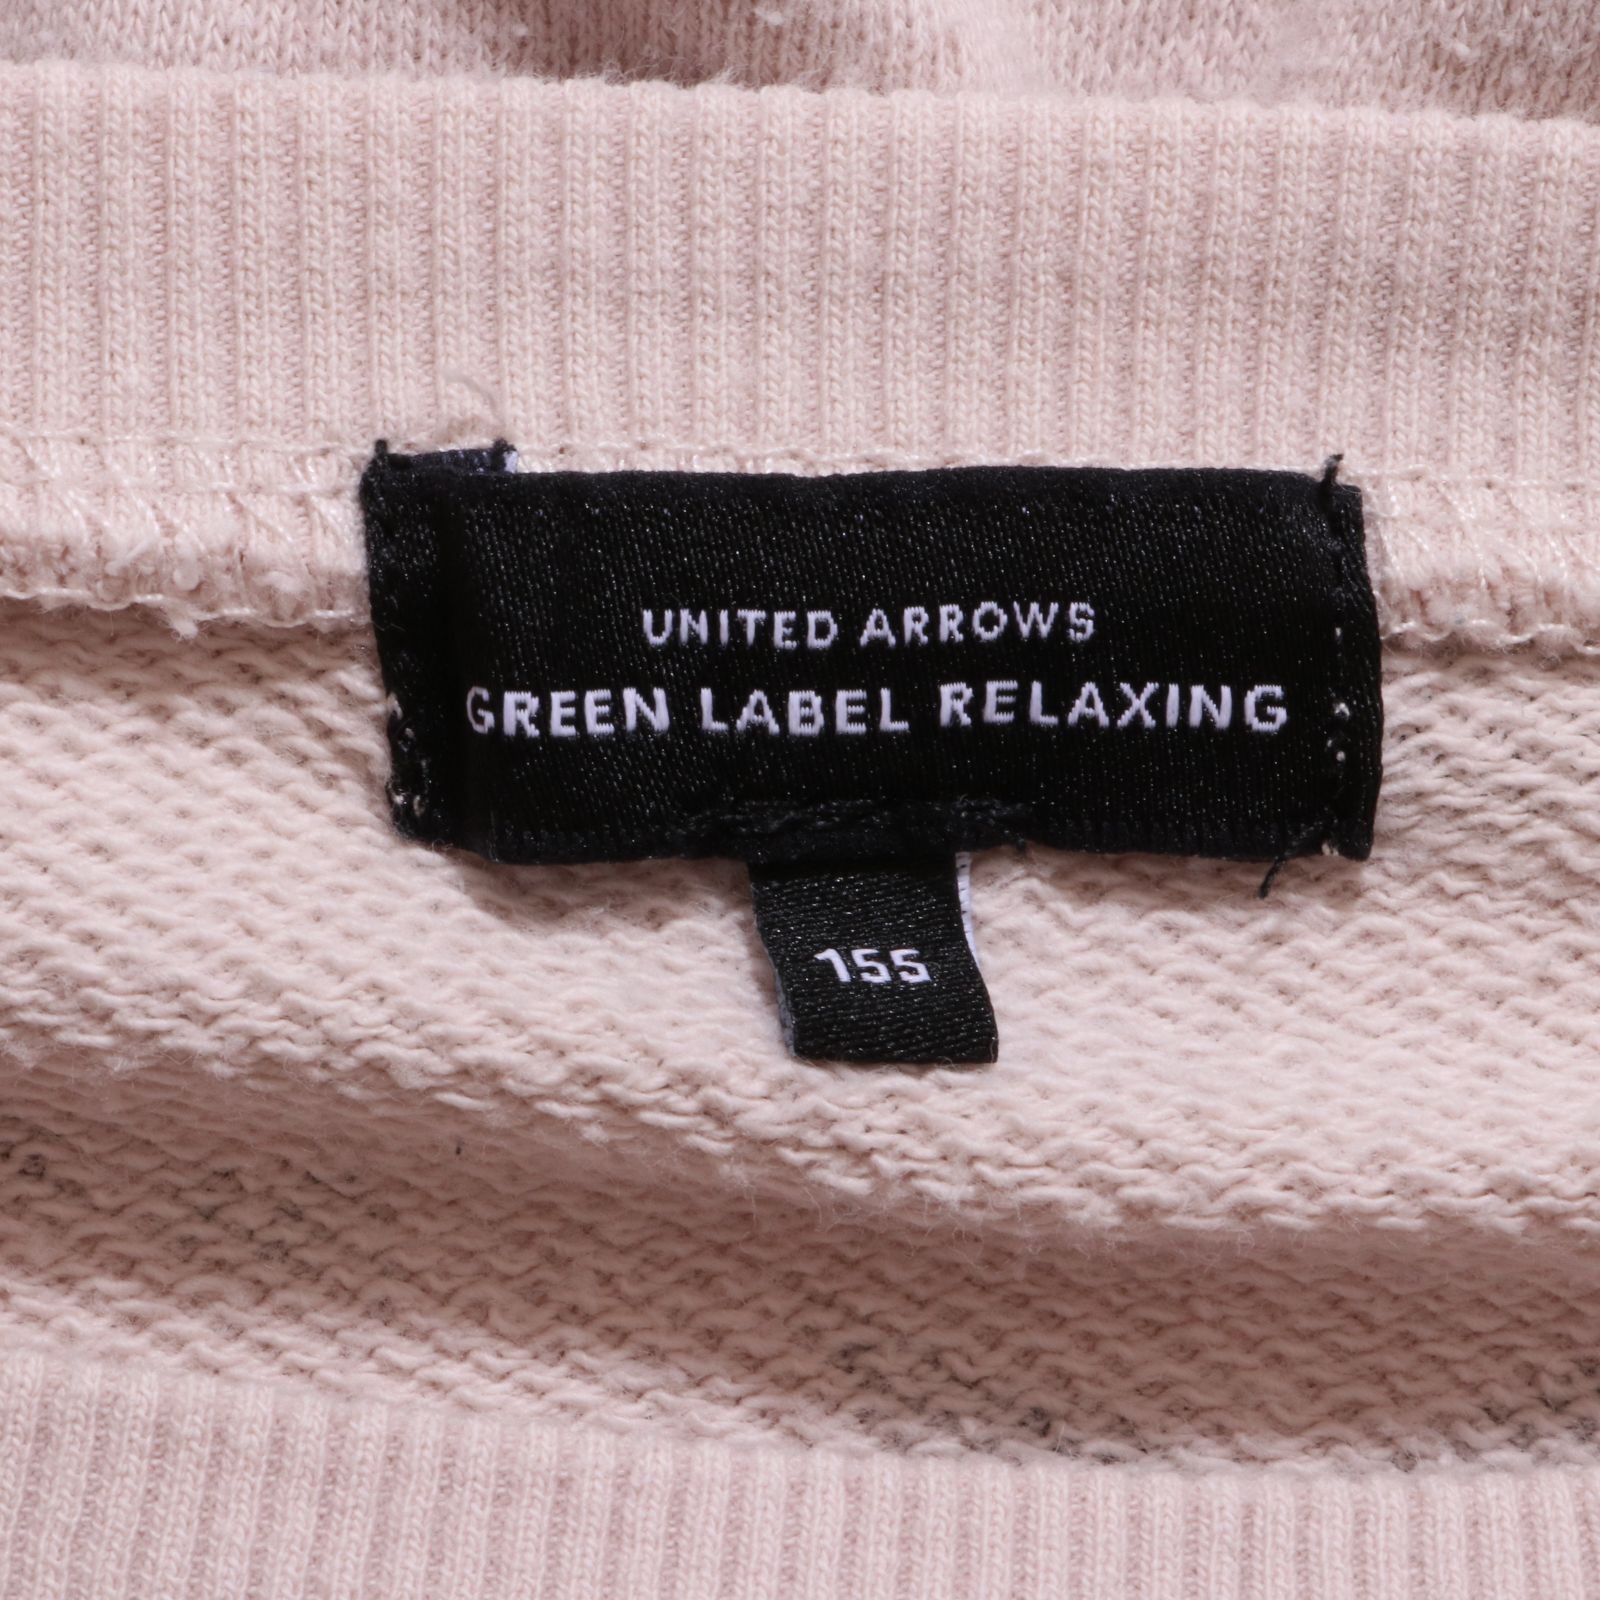 UNITED ARROWS
GREEN LABEL RELAXING
155